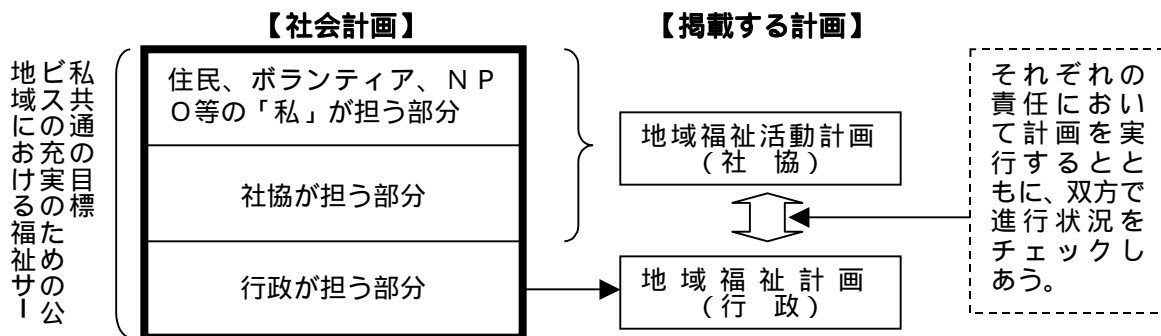 【社会計画】
【掲載する計画】
地域における福祉サー
ビスの充実のための公
私共通の目標
住民、ボランティア、ＮＰ
Ｏ等の「私」が担う部分
社協が担う部分
行政が担う部分
地域福祉活動計画
（社　協）
地域福祉計画
（行　政）
それぞれの
責任におい
て計画を実
行するとと
もに、双方で
進行状況を
チェックし
あう。